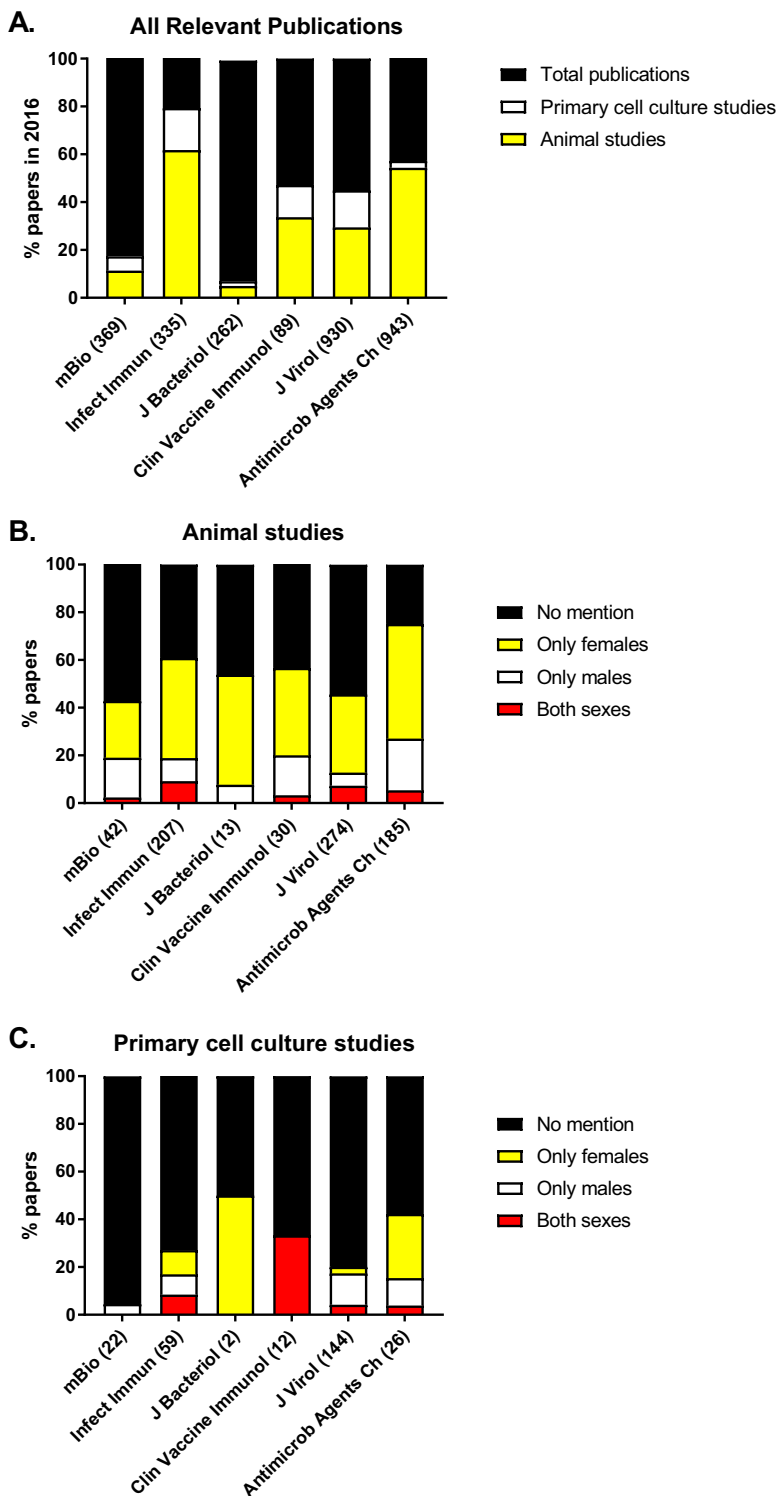 A.
All Relevant Publications
% papers in 2016
100
80
60
40
20
0
mBio (369)
Infect Immun (335)
J Bacteriol (262)
Clin Vaccine Immunol (89)
J Virol (930)
Antimicrob Agents Ch (943)
Total publications
Primary cell culture studies
Animal studies
B.
Animal studies
% papers
100
80
60
40
20
0
mBio (42)
Infect Immun (207)
J Bacteriol (13)
Clin Vaccine Immunol (30)
J Virol (274)
Antimicrob Agents Ch (185)
No mention
Only females
Only males
Both sexes
C.
Primary cell culture studies
% papers
100
80
60
40
20
0
mBio (22)
Infect Immun (59)
J Bacteriol (2)
Clin Vaccine Immunol (12)
J Virol (144)
Antimicrob Agents Ch (26)
No mention
Only females
Only males
Both sexes